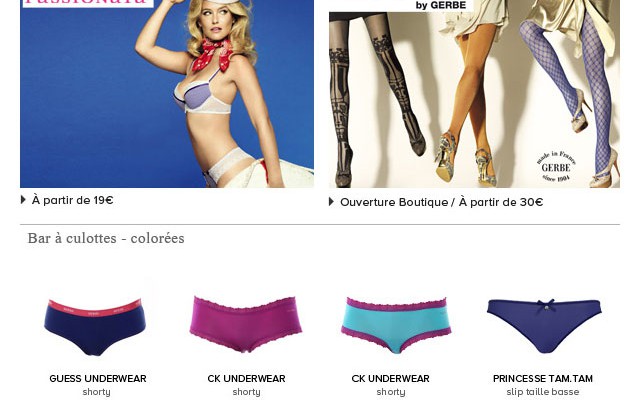 Passionata
by GERBE
made in France
GERBE
since 1904
À partir de 19€
Ouverture Boutique / À partir de 30€
Bar à culottes - colorées
GUESS UNDERWEAR
shorty
CK UNDERWEAR
shorty
CK UNDERWEAR
shorty
PRINCESSE TAM.TAM
slip taille basse